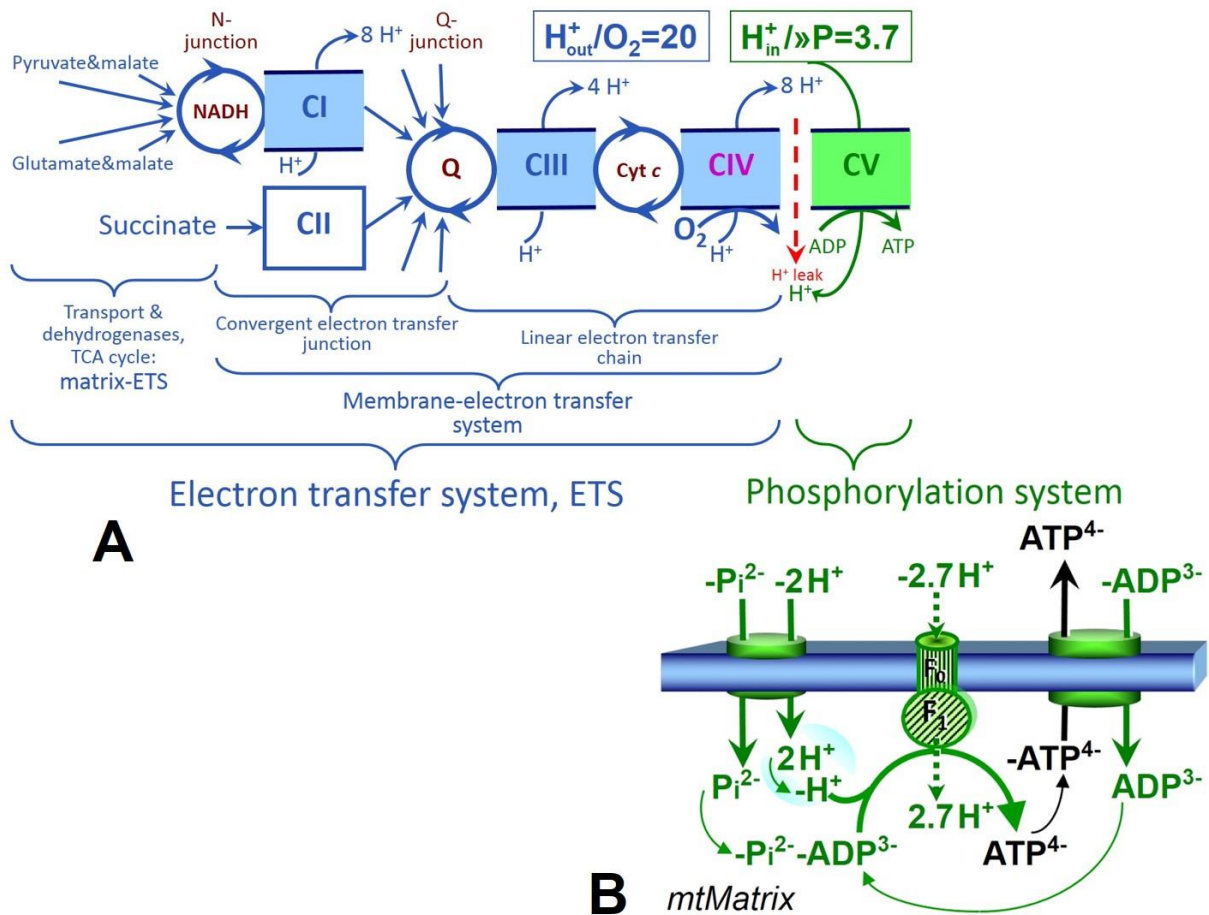 N-
junction
8 H⁺
Q-
junction
H⁺out/O₂=20
H⁺in/»P=3.7
Pyruvate&malate
Glutamate&malate
NADH
CI
H⁺
4 H⁺
8 H⁺
Q
CIII
Cyt c
CIV
CV
Succinate
CII
H⁺
O₂
H⁺
ADP
ATP
H⁺ leak
H⁺
Transport &
dehydrogenases,
TCA cycle:
matrix-ETS
Convergent electron transfer
junction
Linear electron transfer
chain
Membrane-electron transfer
system
Electron transfer system, ETS
Phosphorylation system
A
ATP⁴⁻
-Pi²⁻
-2H⁺
-2.7H⁺
-ADP³⁻
F₀
F₁
2H⁺
-H⁺
Pi²⁻
2.7H⁺
-ATP⁴⁻
ADP³⁻
-Pi²⁻-ADP³⁻
ATP⁴⁻
B
mtMatrix